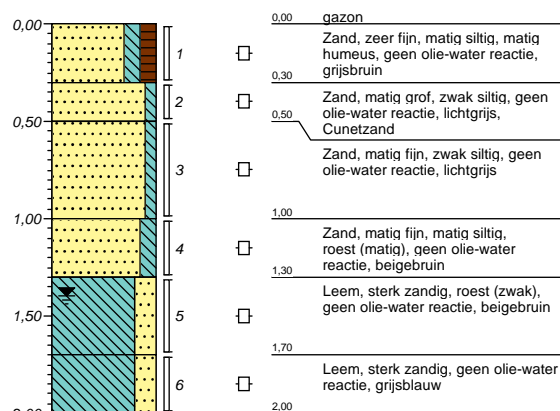 0,00
0,50
1,00
1,50
2,00
1
2
3
4
5
6
0,00
gazon
Zand, zeer fijn, matig siltig, matig
humeus, geen olie-water reactie,
grijsbruin
0,30
Zand, matig grof, zwak siltig, geen
olie-water reactie, lichtgrijs,
Cunetzand
0,50
Zand, matig fijn, zwak siltig, geen
olie-water reactie, lichtgrijs
1,00
Zand, matig fijn, matig siltig,
roest (matig), geen olie-water
reactie, beigebruin
1,30
Leem, sterk zandig, roest (zwak),
geen olie-water reactie, beigebruin
1,70
Leem, sterk zandig, geen olie-water
reactie, grijsblauw
2,00